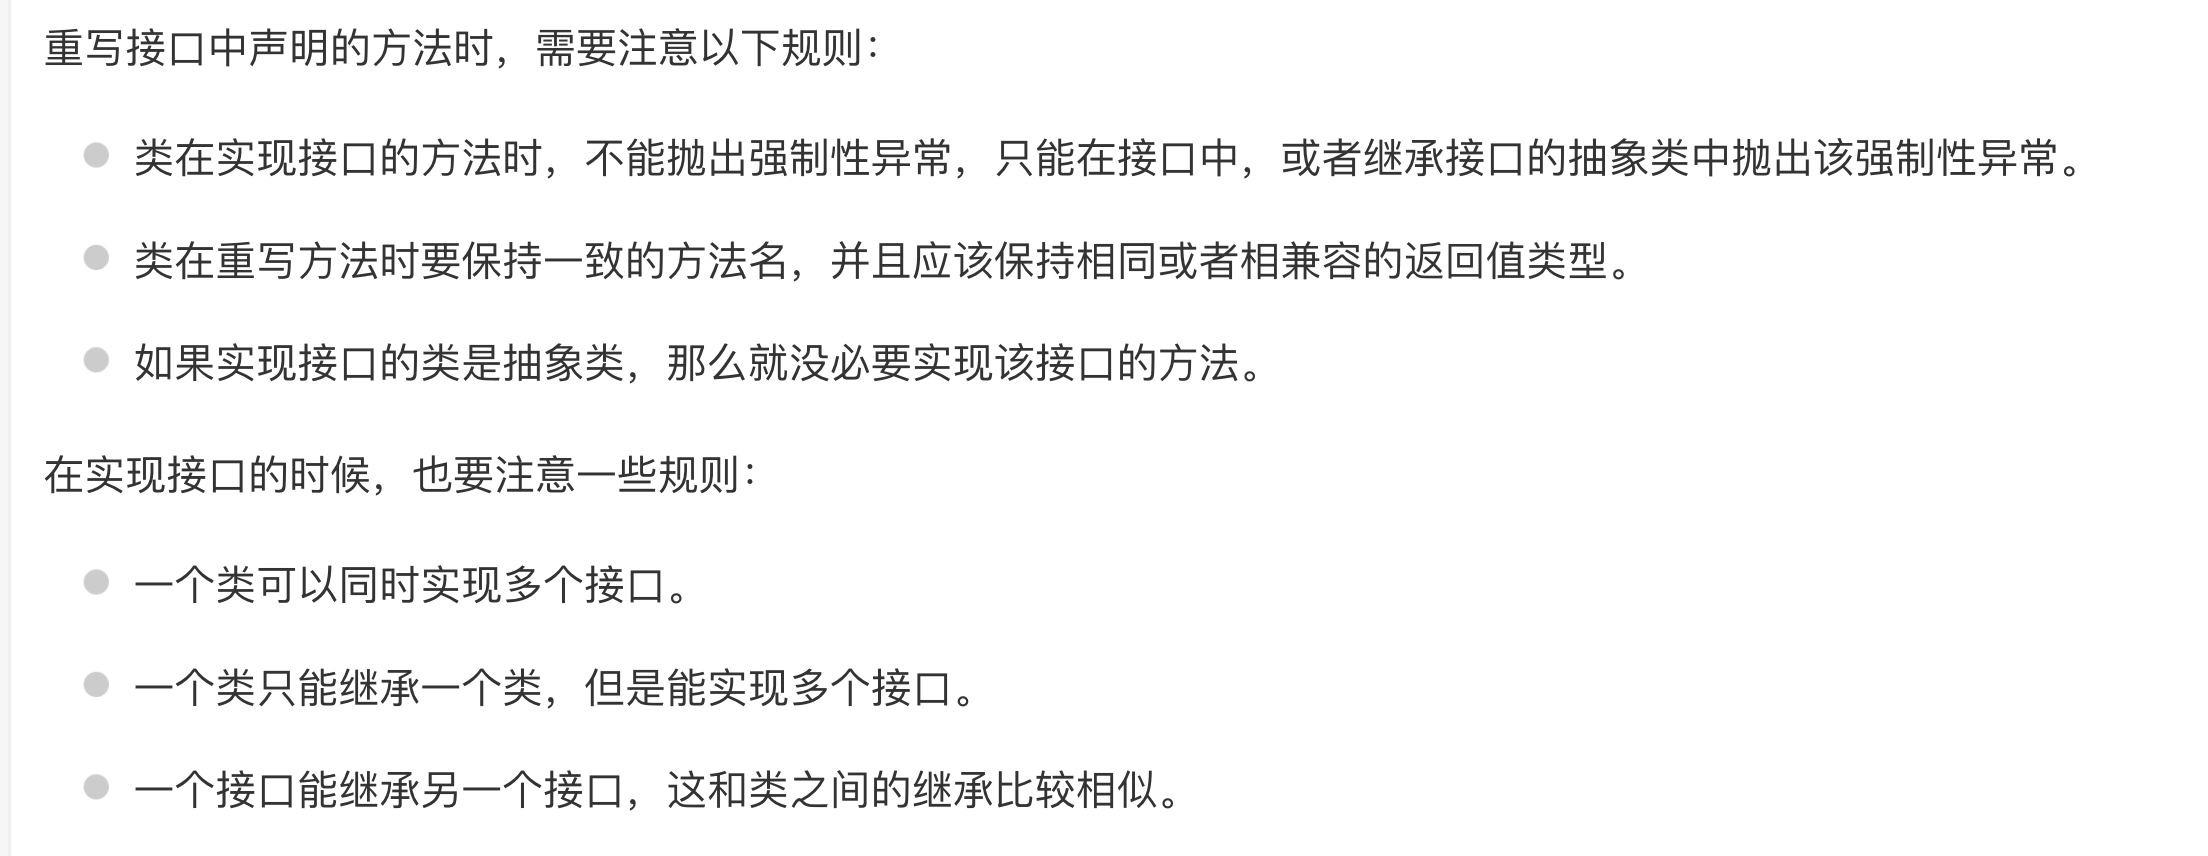 重写接口中声明的方法时，需要注意以下规则：
类在实现接口的方法时，不能抛出强制性异常，只能在接口中，或者继承接口的抽象类中抛出该强制性异常。
类在重写方法时要保持一致的方法名，并且应该保持相同或者相兼容的返回值类型。
如果实现接口的类是抽象类，那么就没必要实现该接口的方法。
在实现接口的时候，也要注意一些规则：
一个类可以同时实现多个接口。
一个类只能继承一个类，但是能实现多个接口。
一个接口能继承另一个接口，这和类之间的继承比较相似。